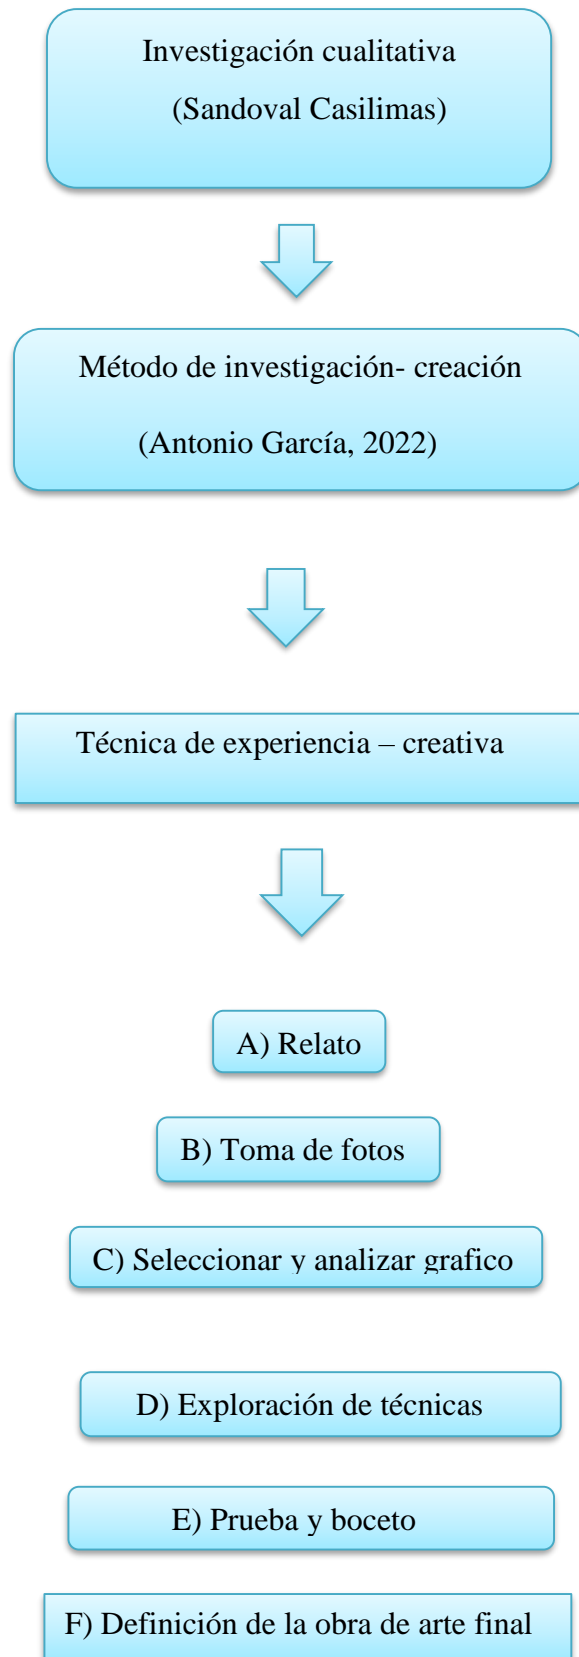 Investigación cualitativa
(Sandoval Casilimas)
Método de investigación- creación
(Antonio García, 2022)
Técnica de experiencia – creativa
A) Relato
B) Toma de fotos
C) Seleccionar y analizar grafico
D) Exploración de técnicas
E) Prueba y boceto
F) Definición de la obra de arte final